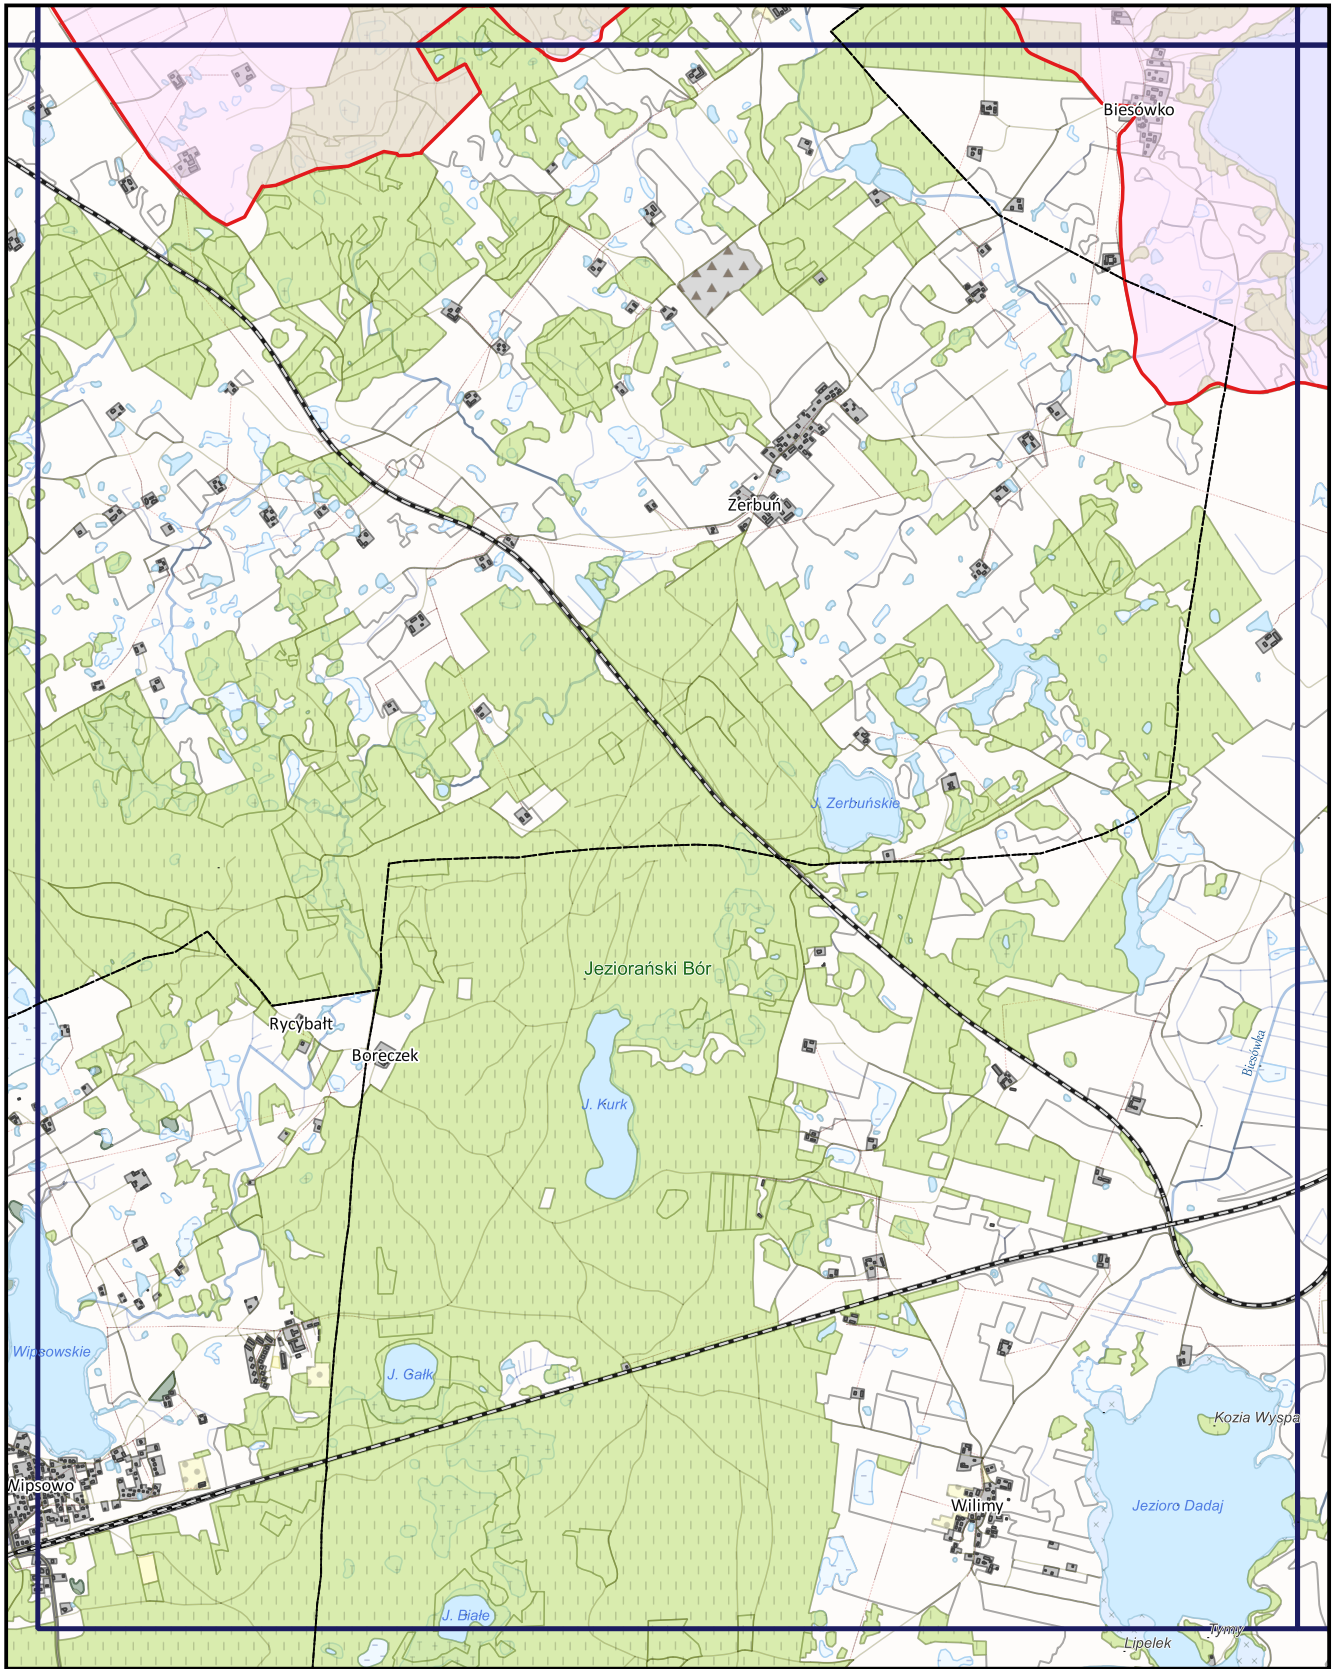 Biesówko
Zerbuń
J. Zerbuńskie
Jeziorański Bór
Rycybałt
Boreczek
Biesówka
J. Kurk
Wipsowskie
J. Gałk
Kozia Wyspa
Wipsowo
Wilimy
Jezioro Dadaj
J. Białe
Tymy
Lipelek